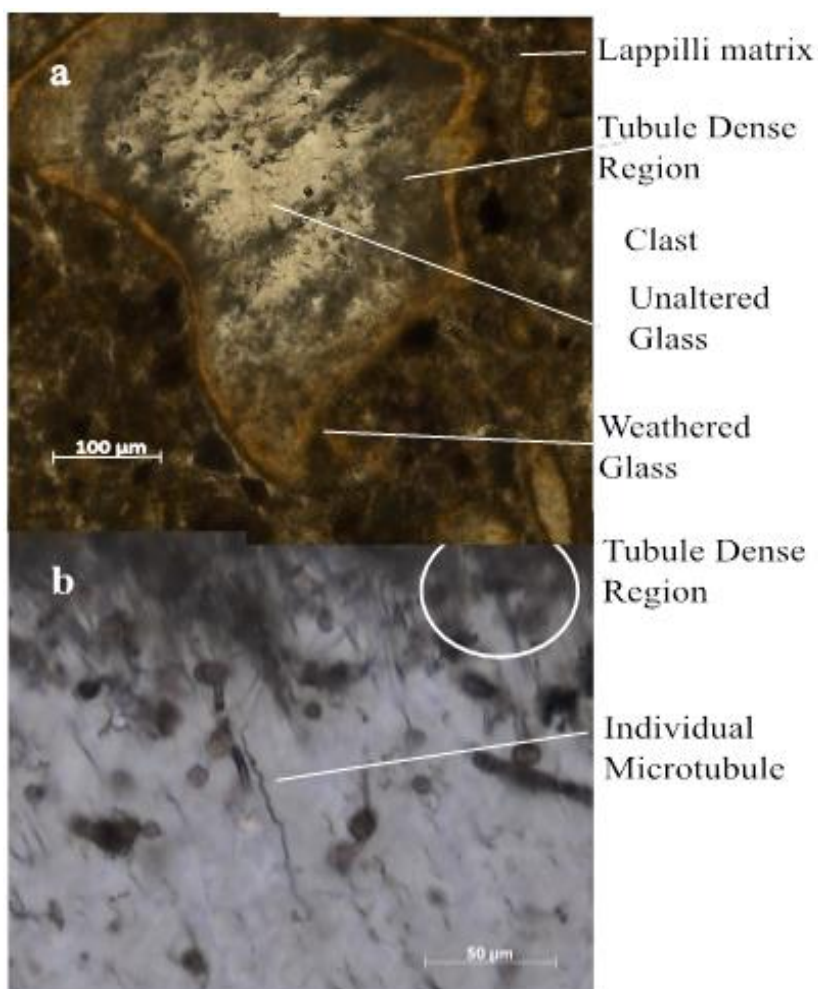 a
Lappilli matrix
Tubule Dense
Region
Clast
Unaltered
Glass
100 µm
Weathered
Glass
b
Tubule Dense
Region
Individual
Microtubule
50 µm